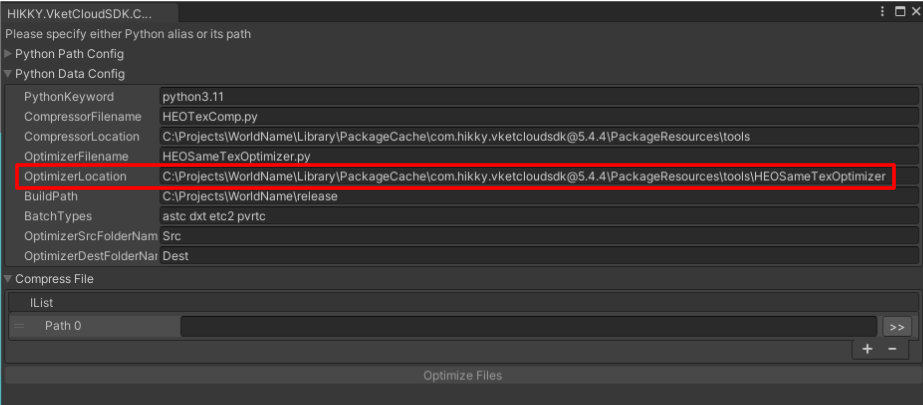 HIKKY.VketCloudSDK.C...
Please specify either Python alias or its path
Python Path Config
Python Data Config
PythonKeyword python3.11
CompressorFilename HEOTexComp.py
CompressorLocation C:\Projects\WorldName\Library\PackageCache\com.hikky.vketcloudsdk@5.4.4\PackageResources\tools
OptimizerFilename HEOSameTexOptimizer.py
OptimizerLocation C:\Projects\WorldName\Library\PackageCache\com.hikky.vketcloudsdk@5.4.4\PackageResources\tools\HEOSameTexOptimizer
BuildPath C:\Projects\WorldName\release
BatchTypes astc dxt etc2 pvrtc
OptimizerSrcFolderNam Src
OptimizerDestFolderNar Dest
Compress File
IList
Path 0 >>
+ −
Optimize Files